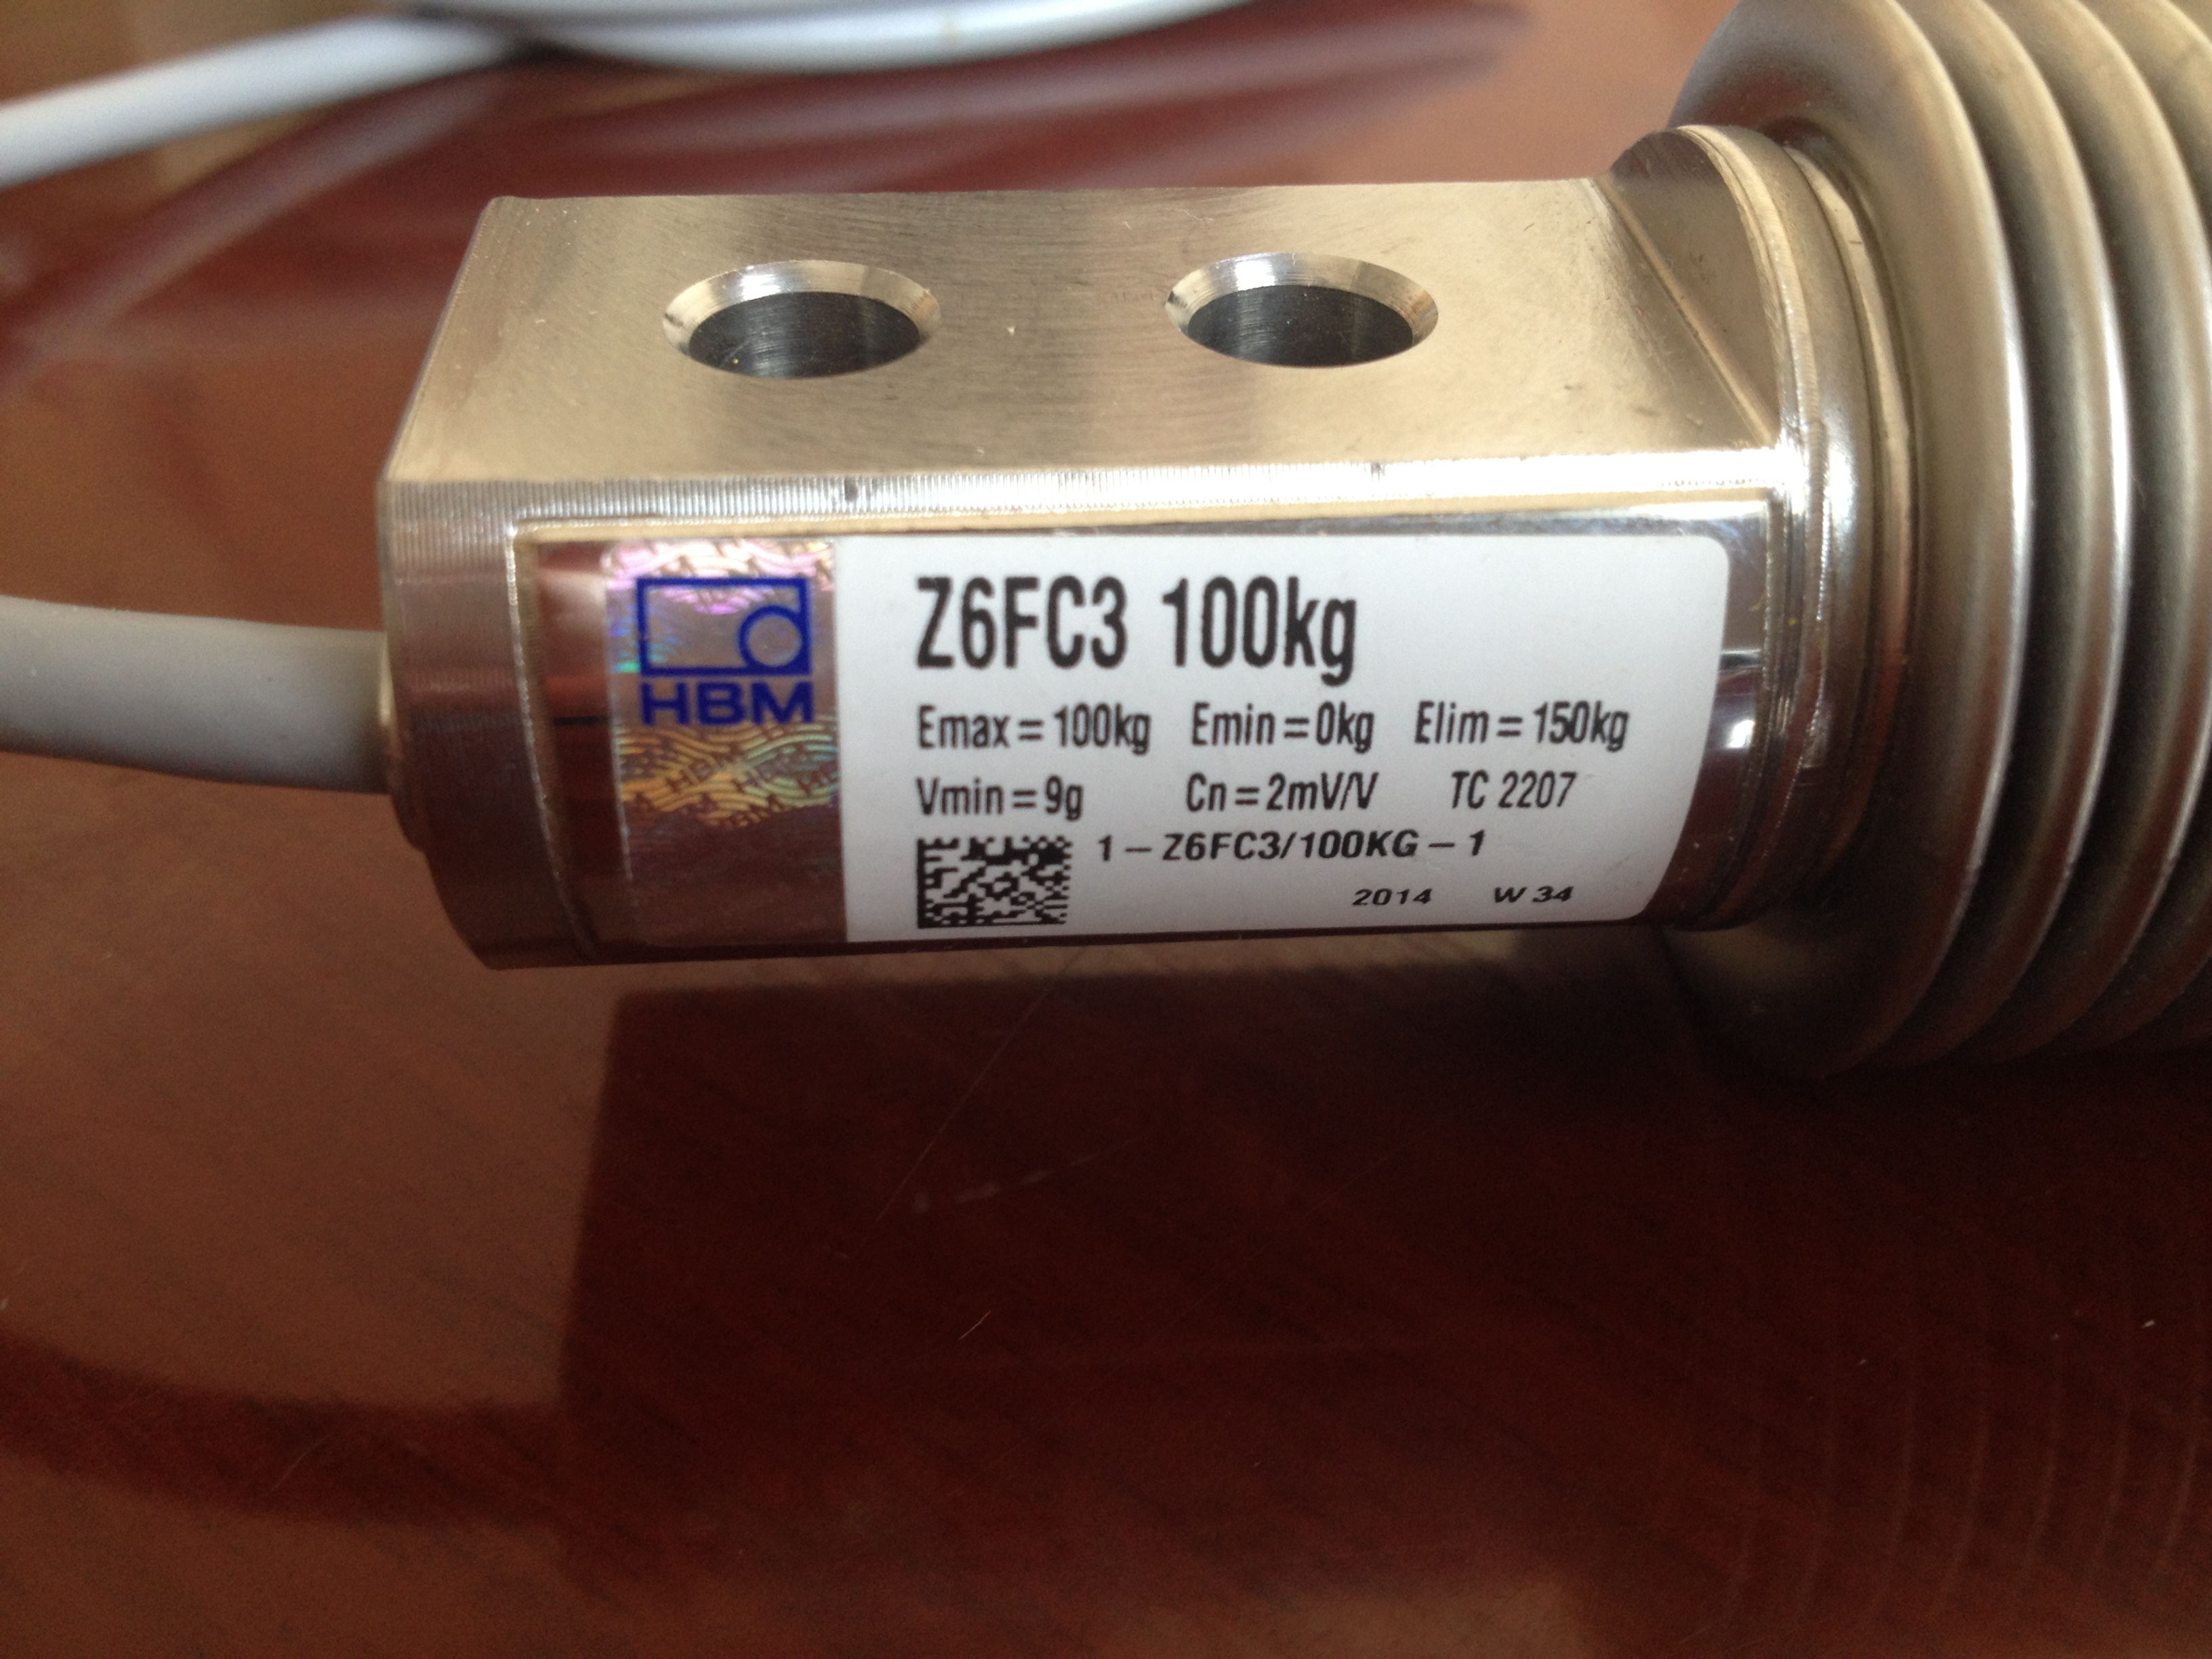 HBM
Z6FC3 100kg
Emax = 100kg Emin = 0kg Elim = 150kg
Vmin = 9g Cn = 2mV/V TC 2207
1 – Z6FC3/100KG – 1
2014 W 34